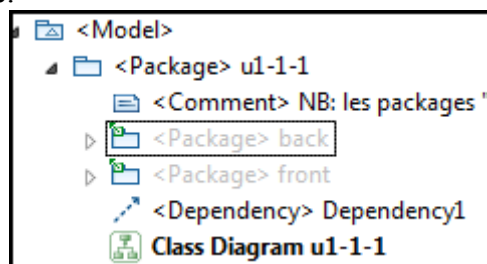 <Model>
<Package> u1-1-1
<Comment> NB: les packages "
<Package> back
<Package> front
<Dependency> Dependency1
Class Diagram u1-1-1